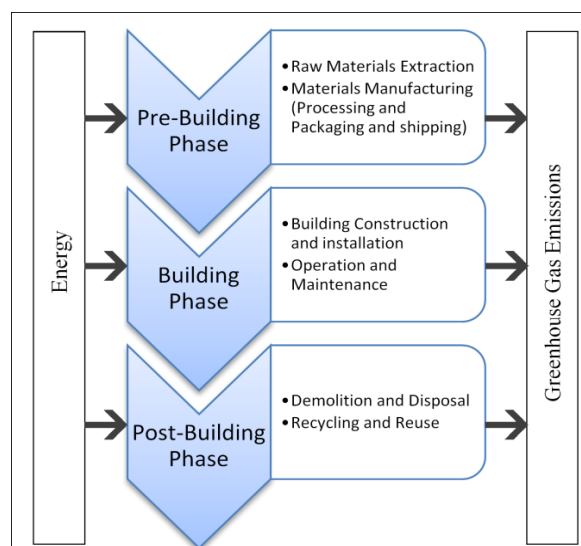 Energy
Pre-Building
Phase
• Raw Materials Extraction
• Materials Manufacturing
(Processing and
Packaging and shipping)
Building
Phase
• Building Construction
and installation
• Operation and
Maintenance
Post-Building
Phase
• Demolition and Disposal
• Recycling and Reuse
Greenhouse Gas Emissions